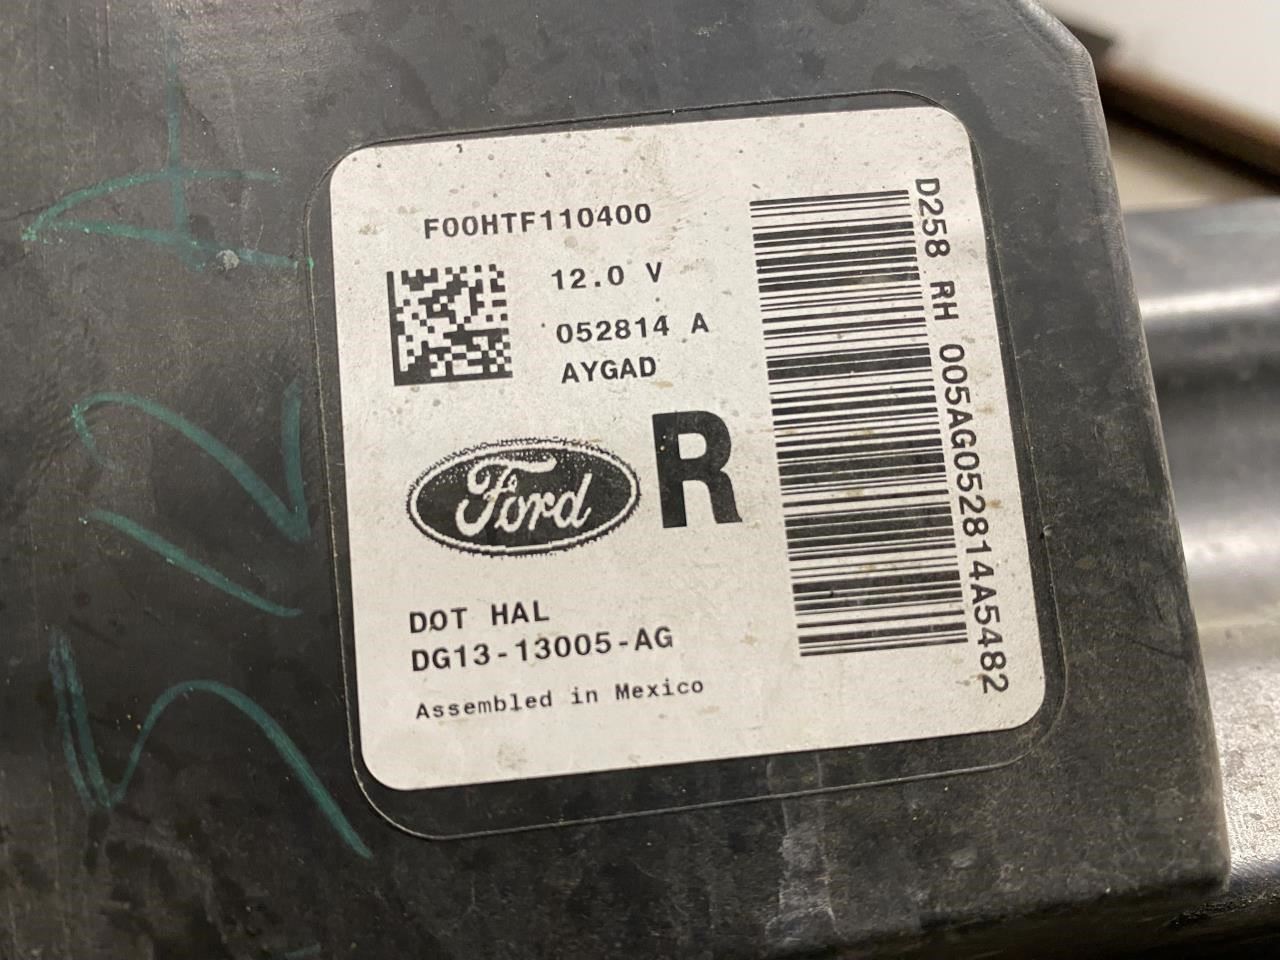 F00HTF110400
12.0 V
052814 A
AYGAD
Ford
R
DOT HAL
DG13-13005-AG
Assembled in Mexico
D258 RH 005AG052814A5482